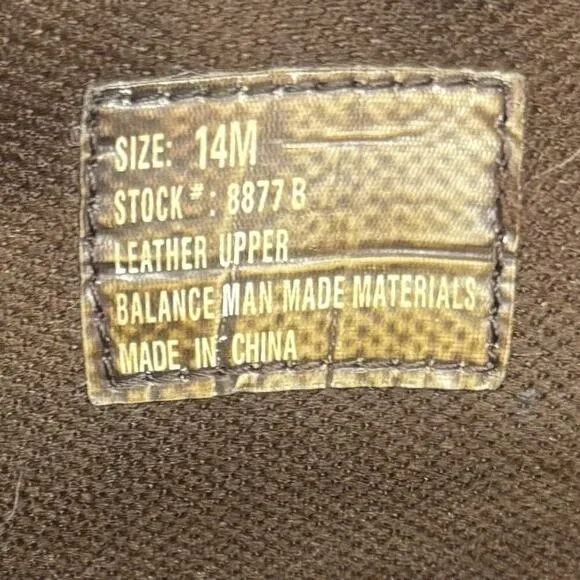 SIZE: 14M
STOCK #: 8877 B
LEATHER UPPER
BALANCE MAN MADE MATERIALS
MADE IN CHINA